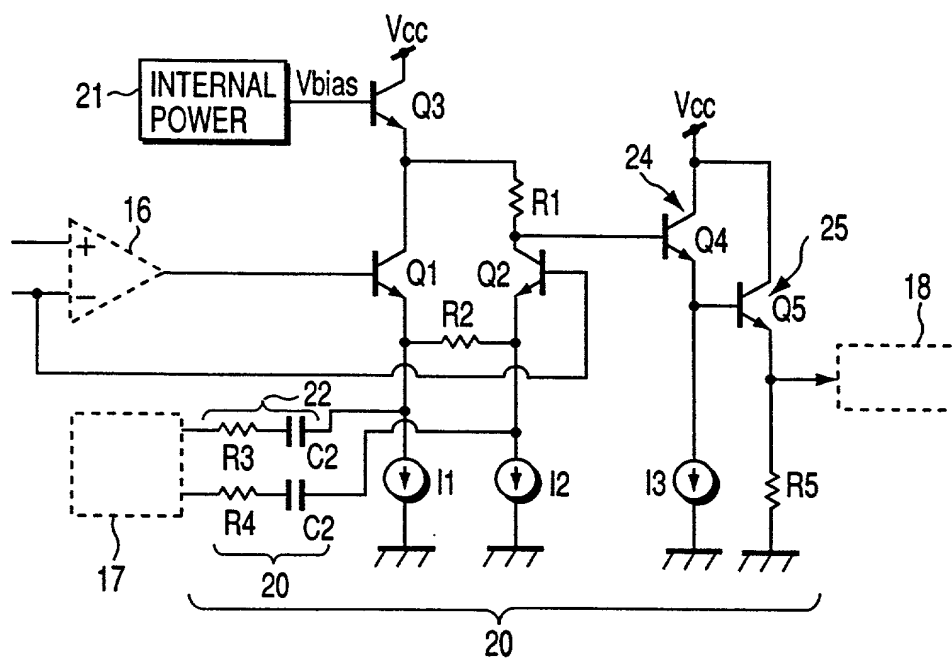 Vcc
21
INTERNAL
POWER
Vbias
Q3
Vcc
24
16
R1
Q4
25
+
−
Q1
Q2
Q5
18
R2
22
R3
C2
I1
I2
I3
R5
R4
C2
17
20
20